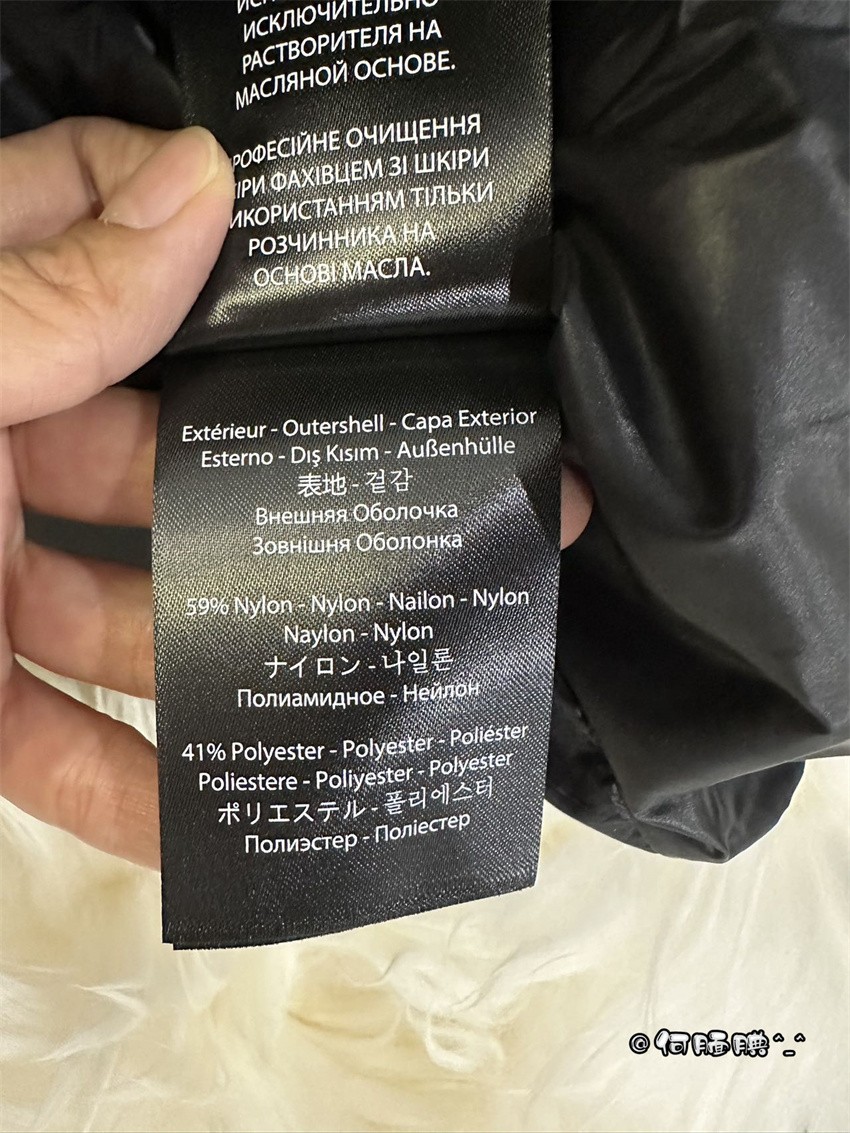 ИСКЛЮЧИТЕЛЬНО
РАСТВОРИТЕЛЯ НА
МАСЛЯНОЙ ОСНОВЕ.
РОФЕСІЙНЕ ОЧИЩЕННЯ
ІРИ ФАХІВЦЕМ ЗІ ШКІРИ
ИКОРИСТАННЯМ ТІЛЬКИ
РОЗЧИННИКА НА
ОСНОВІ МАСЛА.
Extérieur - Outershell - Capa Exterior
Esterno - Dış Kısım - Außenhülle
表地 - 겉감
Внешняя Оболочка
Зовнішня Оболонка
59% Nylon - Nylon - Nailon - Nylon
Naylon - Nylon
ナイロン - 나일론
Полиамидное - Нейлон
41% Polyester - Polyester - Poliéster
Poliestere - Poliyester - Polyester
ポリエステル - 폴리에스터
Полиэстер - Поліестер